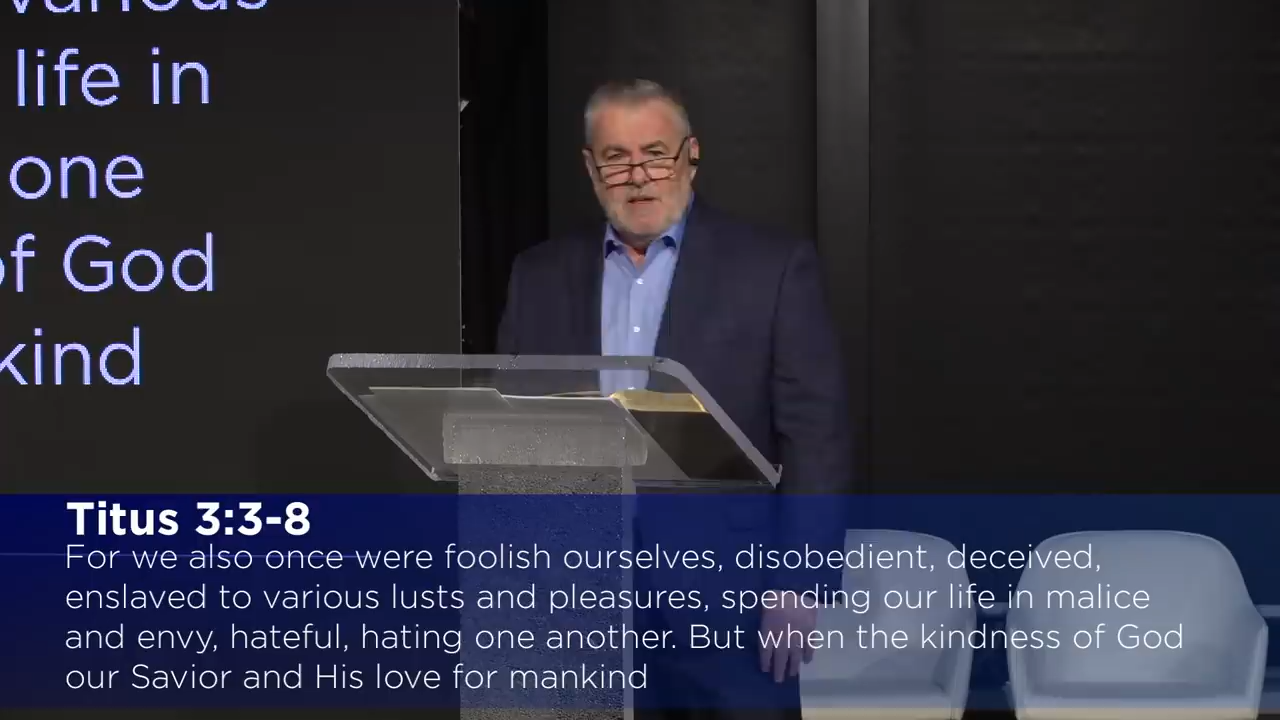 various
life in
one
of God
kind
Titus 3:3-8
For we also once were foolish ourselves, disobedient, deceived,
enslaved to various lusts and pleasures, spending our life in malice
and envy, hateful, hating one another. But when the kindness of God
our Savior and His love for mankind